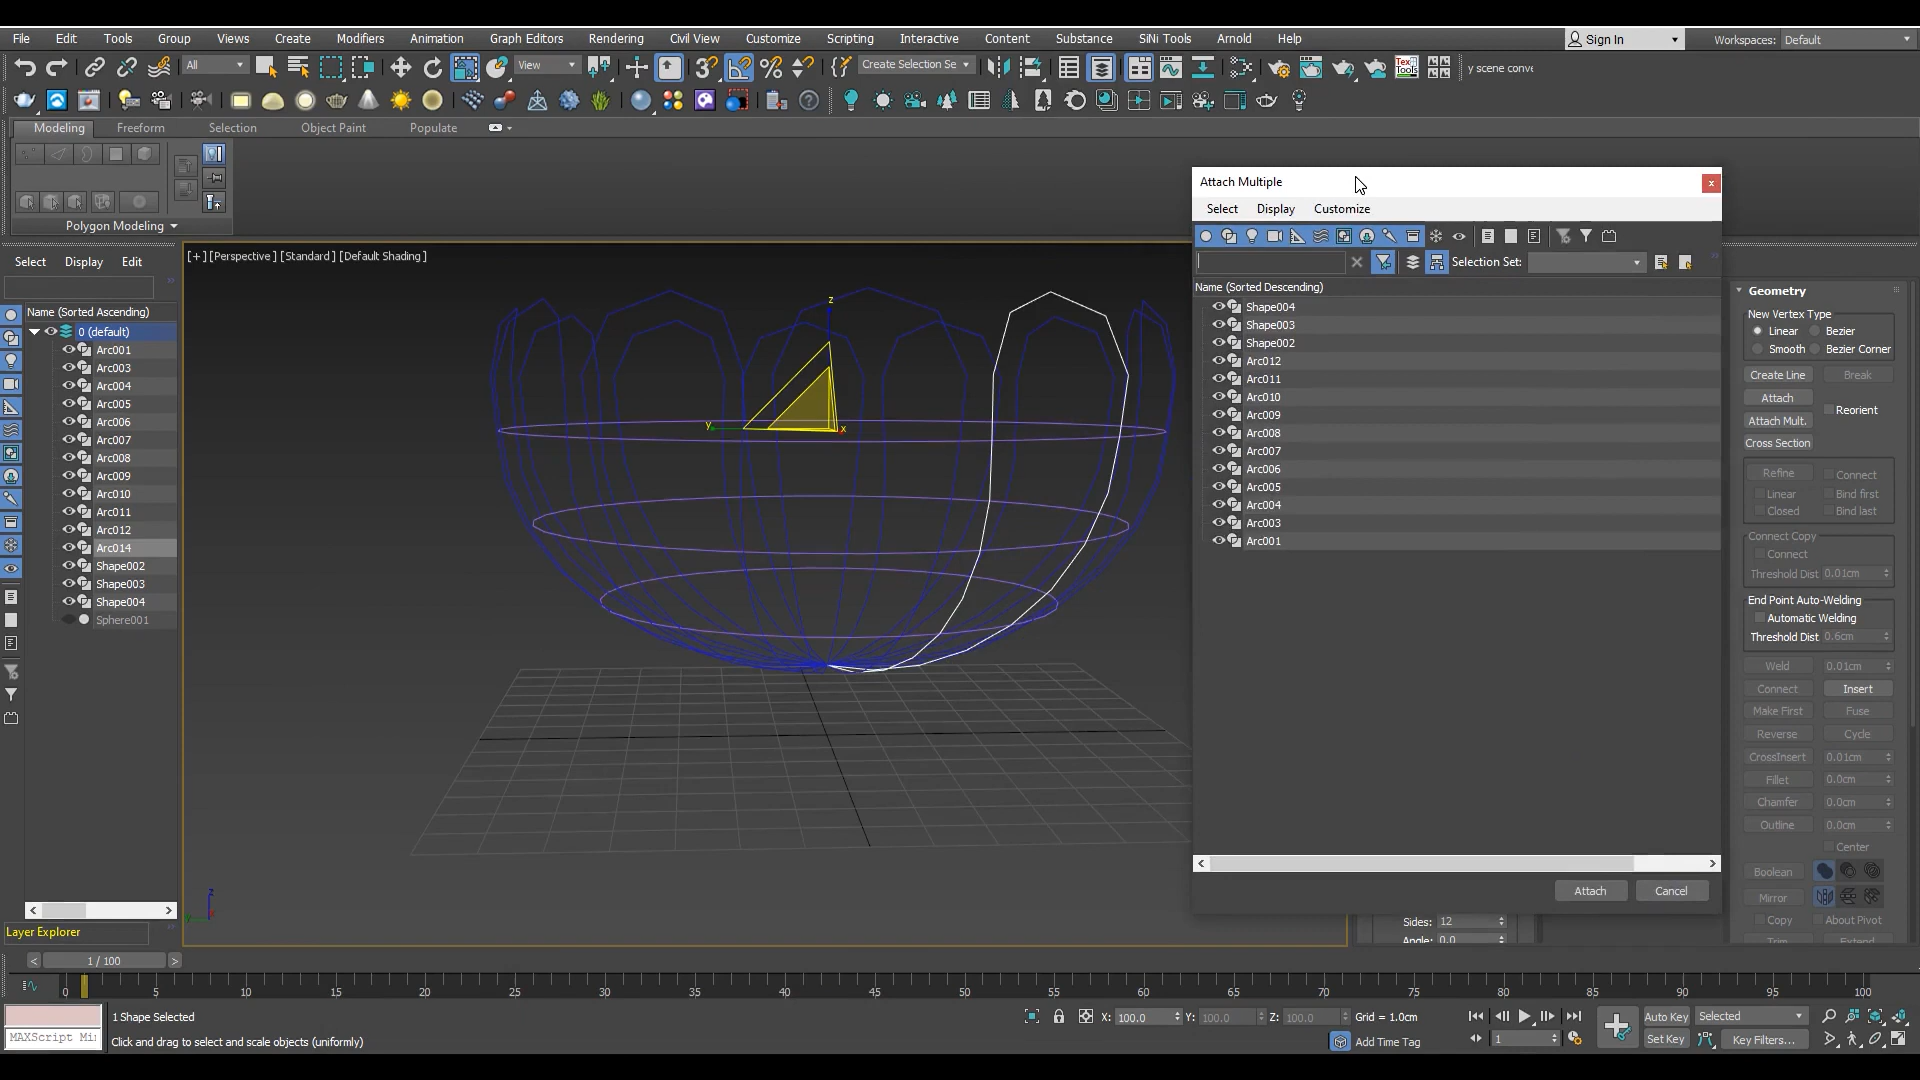 File Edit Tools Group Views Create Modifiers Animation Graph Editors Rendering Civil View Customize Scripting Interactive Content Substance SiNi Tools Arnold Help Sign In Workspaces: Default
All View Create Selection Se y scene conve
Modeling Freeform Selection Object Paint Populate
Polygon Modeling
Select Display Edit
Name (Sorted Ascending)
0 (default)
Arc001
Arc003
Arc004
Arc005
Arc006
Arc007
Arc008
Arc009
Arc010
Arc011
Arc012
Arc014
Shape002
Shape003
Shape004
Sphere001
Layer Explorer
[+] [Perspective ] [Standard ] [Default Shading ]
z
y
x
z
Attach Multiple
x
Select Display Customize
Selection Set:
Name (Sorted Descending)
Shape004
Shape003
Shape002
Arc012
Arc011
Arc010
Arc009
Arc008
Arc007
Arc006
Arc005
Arc004
Arc003
Arc001
Attach Cancel
Sides: 12
Angle: 0.0
Geometry
New Vertex Type
Linear Bezier
Smooth Bezier Corner
Create Line Break
Attach
Reorient
Attach Mult.
Cross Section
Refine Connect
Linear Bind first
Closed Bind last
Connect Copy
Connect
Threshold Dist 0.01cm
End Point Auto-Welding
Automatic Welding
Threshold Dist 0.6cm
Weld 0.01cm
Connect Insert
Make First Fuse
Reverse Cycle
CrossInsert 0.01cm
Fillet 0.0cm
Chamfer 0.0cm
Outline 0.0cm
Center
Boolean
Mirror
Copy About Pivot
Trim Extend
< 1 / 100 >
0 5 10 15 20 25 30 35 40 45 50 55 60 65 70 75 80 85 90 95 100
1 Shape Selected
MAXScript Mi
Click and drag to select and scale objects (uniformly)
X: 100.0 Y: 100.0 Z: 100.0 Grid = 1.0cm
Add Time Tag
1
Auto Key Selected
Set Key Key Filters...